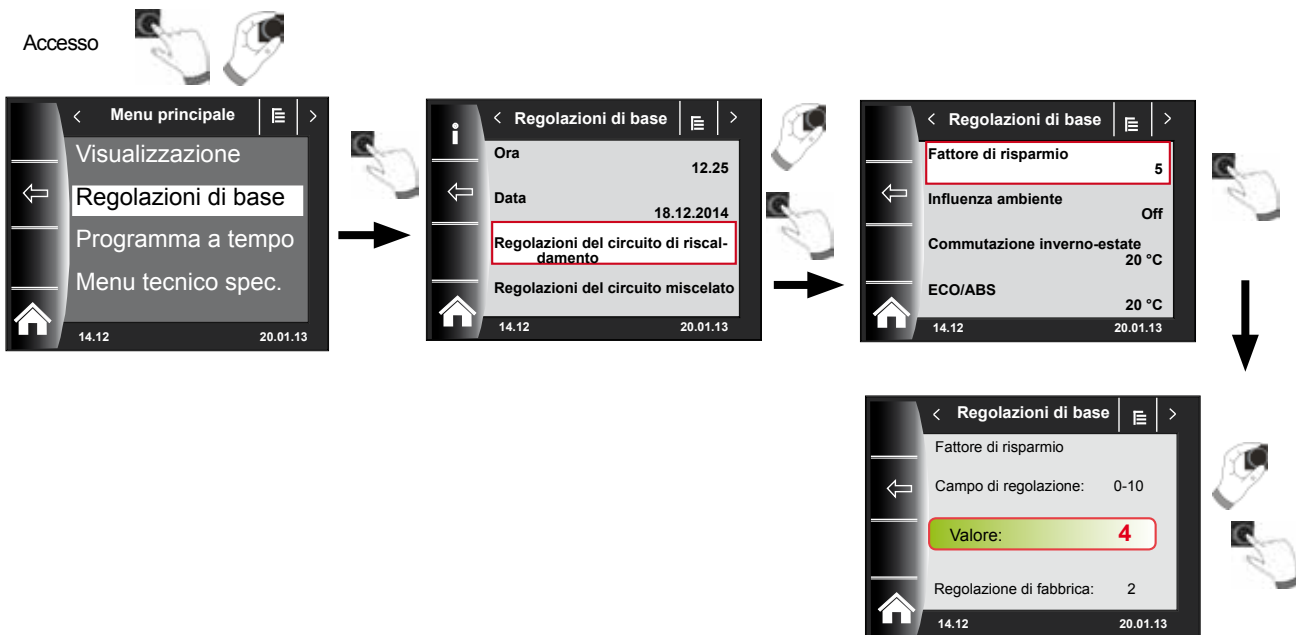 Accesso
< Menu principale >
Visualizzazione
Regolazioni di base
Programma a tempo
Menu tecnico spec.
14.12 20.01.13
i
< Regolazioni di base >
Ora
12.25
Data
18.12.2014
Regolazioni del circuito di riscal-
damento
Regolazioni del circuito miscelato
14.12 20.01.13
< Regolazioni di base >
Fattore di risparmio
5
Influenza ambiente
Off
Commutazione inverno-estate
20 °C
ECO/ABS
20 °C
14.12 20.01.13
< Regolazioni di base >
Fattore di risparmio
Campo di regolazione: 0-10
Valore: 4
Regolazione di fabbrica: 2
14.12 20.01.13